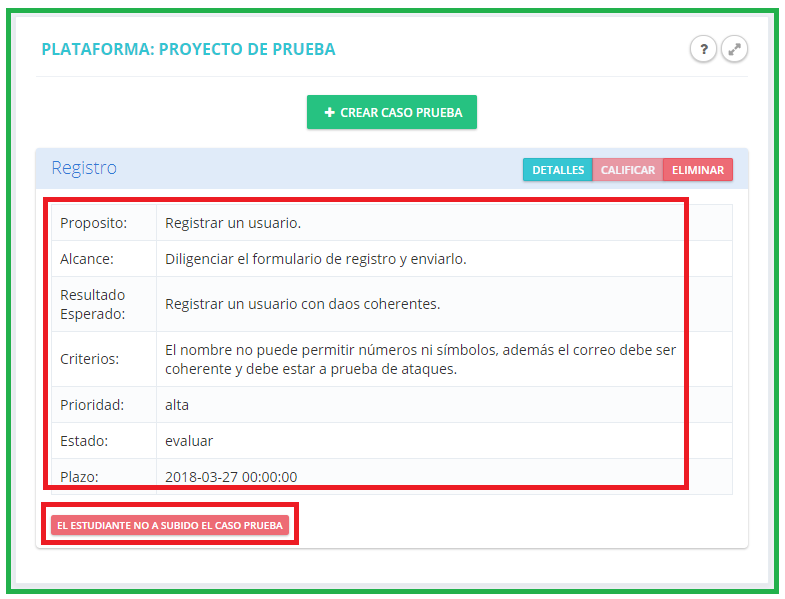 PLATAFORMA: PROYECTO DE PRUEBA
?
+ CREAR CASO PRUEBA
Registro
DETALLES CALIFICAR ELIMINAR
Proposito: Registrar un usuario.
Alcance: Diligenciar el formulario de registro y enviarlo.
Resultado
Esperado: Registrar un usuario con daos coherentes.
Criterios: El nombre no puede permitir números ni símbolos, además el correo debe ser
coherente y debe estar a prueba de ataques.
Prioridad: alta
Estado: evaluar
Plazo: 2018-03-27 00:00:00
EL ESTUDIANTE NO A SUBIDO EL CASO PRUEBA